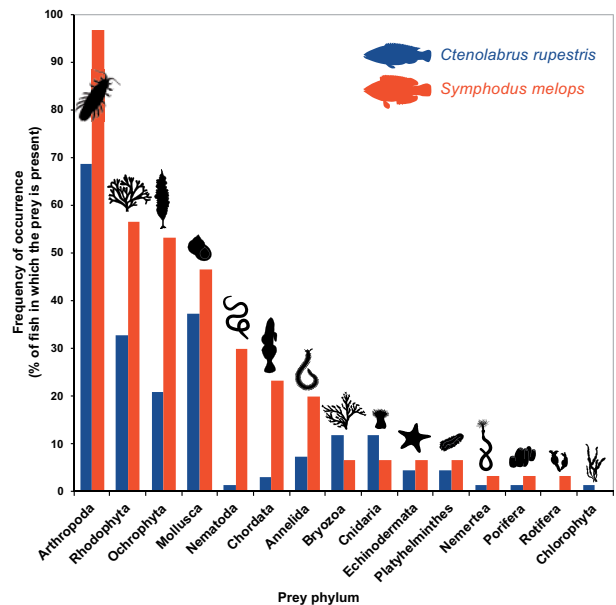 100
90
80
70
60
50
40
30
20
10
0
Frequency of occurrence
(% of fish in which the prey is present)
Ctenolabrus rupestris
Symphodus melops
Arthropoda
Rhodophyta
Ochrophyta
Mollusca
Nematoda
Chordata
Annelida
Bryozoa
Cnidaria
Echinodermata
Platyhelminthes
Nemertea
Porifera
Rotifera
Chlorophyta
Prey phylum